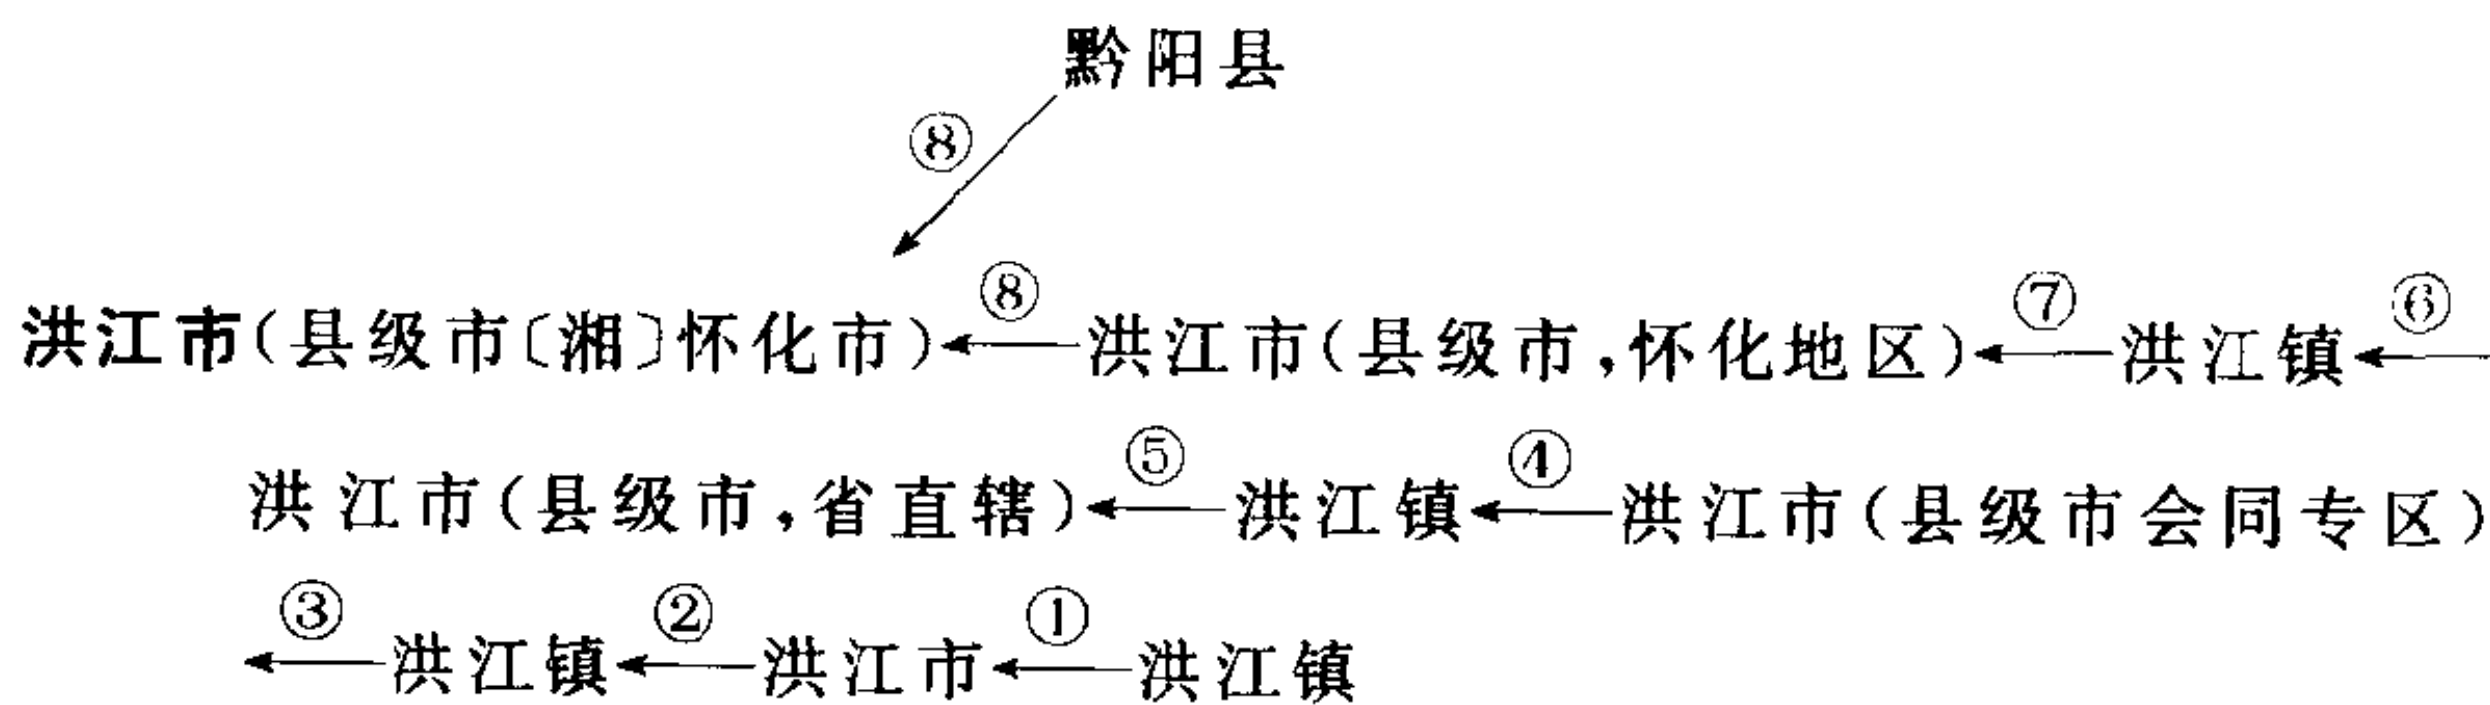 黔阳县
⑧
⑧ ⑦ ⑥
洪江市(县级市〔湘〕怀化市)←洪江市(县级市,怀化地区)←洪江镇←
⑤ ④
洪江市(县级市,省直辖)←洪江镇←洪江市(县级市会同专区)
③ ② ①
←洪江镇←洪江市←洪江镇